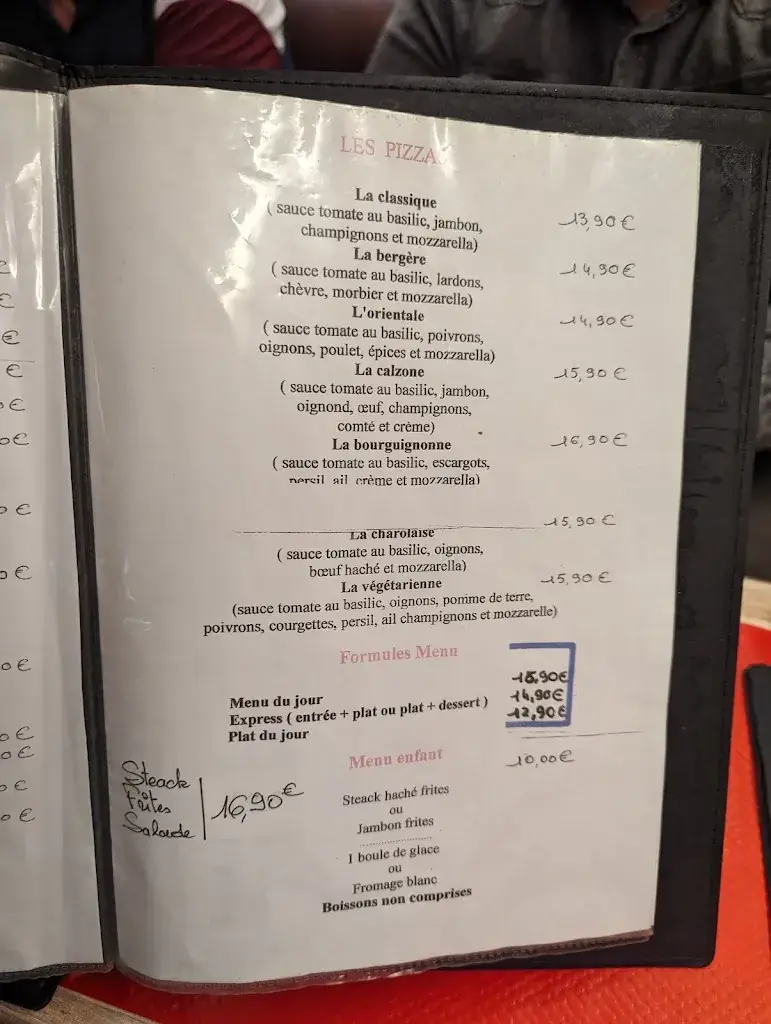 LES PIZZA
La classique
( sauce tomate au basilic, jambon, 13,90 €
champignons et mozzarella)
La bergère
( sauce tomate au basilic, lardons, 14,90 €
chèvre, morbier et mozzarella)
L'orientale
( sauce tomate au basilic, poivrons, 14,90 €
oignons, poulet, épices et mozzarella)
La calzone 15,90 €
( sauce tomate au basilic, jambon,
oignond, œuf, champignons,
comté et crème)
La bourguignonne 16,90 €
( sauce tomate au basilic, escargots,
persil ail crème et mozzarella)
La charolaise 15,90 €
( sauce tomate au basilic, oignons,
bœuf haché et mozzarella)
La végétarienne 15,90 €
(sauce tomate au basilic, oignons, pomme de terre,
poivrons, courgettes, persil, ail champignons et mozzarelle)
Formules Menu
Menu du jour 18,90€
Express ( entrée + plat ou plat + dessert ) 14,90€
Plat du jour 12,90€
Menu enfant 10,00€
Steack haché frites
ou
Jambon frites
....................
1 boule de glace
ou
Fromage blanc
Boissons non comprises
Steack
Frites
Salade
16,90€